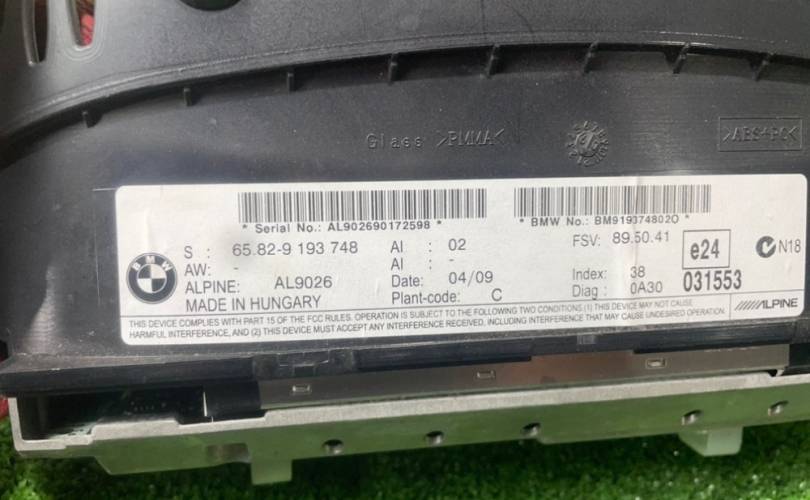 Glass >PMMA<
>ABS+PC<
* Serial No.: AL902690172598 *
* BMW No.: BM91937480 2Q *
BMW
S : 65.82-9 193 748
AI : 02
FSV: 89.50.41
e24
N18
AW: -
AI : -
ALPINE: AL9026
Date: 04/09
Index: 38
031553
MADE IN HUNGARY
Plant-code: C
Diag : 0A30
ALPINE
THIS DEVICE COMPLIES WITH PART 15 OF THE FCC RULES. OPERATION IS SUBJECT TO THE FOLLOWING TWO CONDITIONS (1) THIS DEVICE MAY NOT CAUSE
HARMFUL INTERFERENCE, AND (2) THIS DEVICE MUST ACCEPT ANY INTERFERENCE RECEIVED, INCLUDING INTERFERENCE THAT MAY CAUSE UNDESIRED OPERATION.